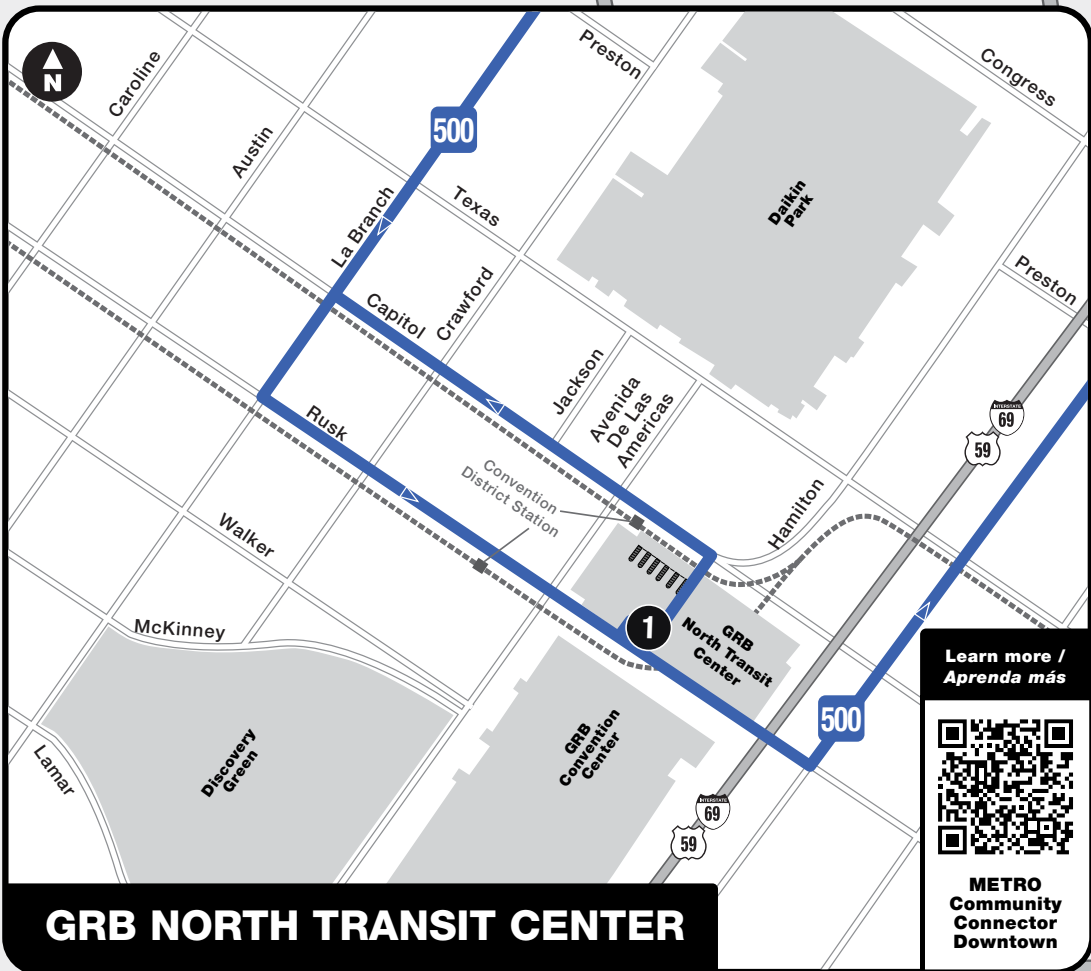 N
Caroline
Austin
500
Preston
Congress
La Branch
Texas
Daikin
Park
Capitol
Crawford
Preston
Jackson
Avenida
De Las
Americas
INTERSTATE
69
59
Rusk
Convention
District Station
Hamilton
Walker
McKinney
1
GRB
North Transit
Center
500
Lamar
Discovery
Green
GRB
Convention
Center
INTERSTATE
69
59
Learn more /
Aprenda más
METRO
Community
Connector
Downtown
GRB NORTH TRANSIT CENTER